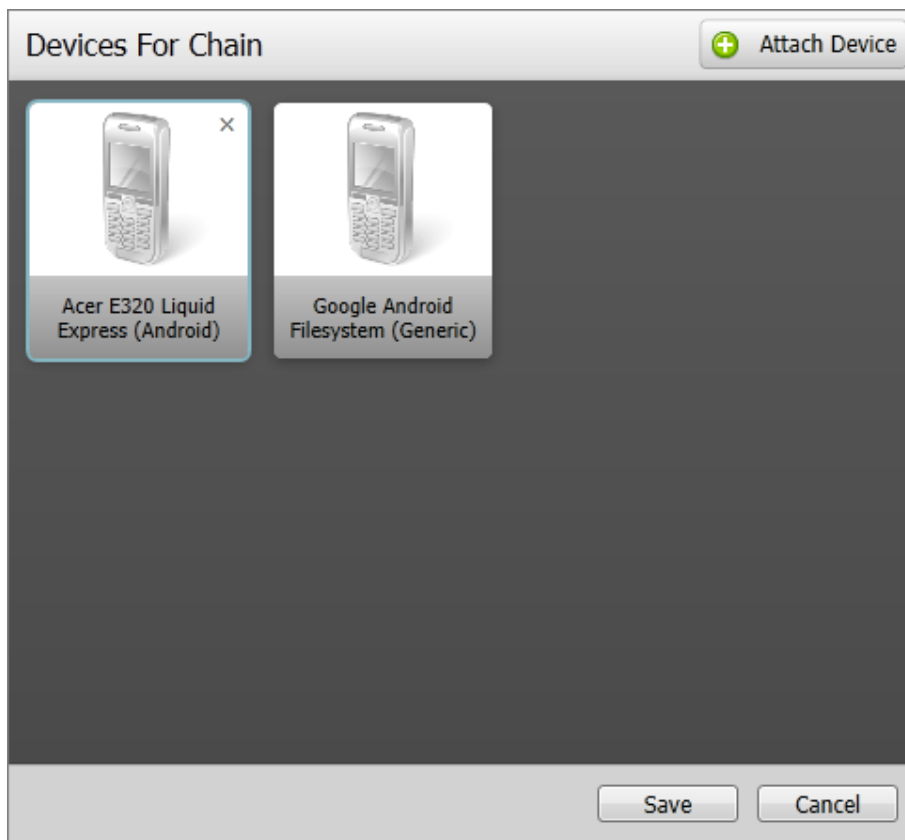 Devices For Chain
Attach Device
Acer E320 Liquid
Express (Android)
Google Android
Filesystem (Generic)
Save
Cancel